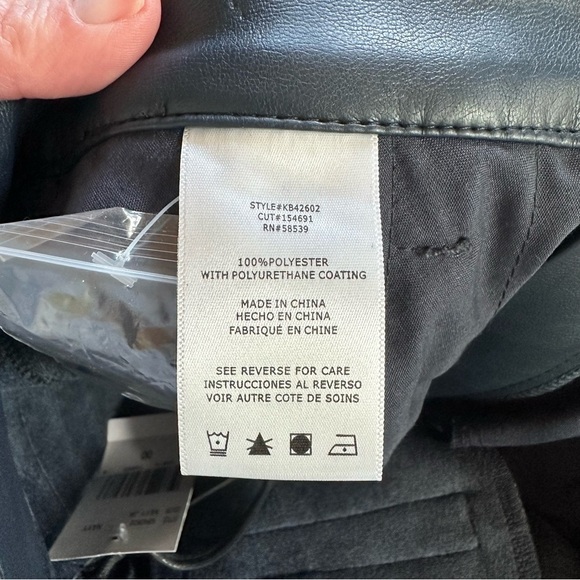 STYLE#KB42602
CUT#154691
RN#58539
100%POLYESTER
WITH POLYURETHANE COATING
MADE IN CHINA
HECHO EN CHINA
FABRIQUÉ EN CHINE
SEE REVERSE FOR CARE
INSTRUCCIONES AL REVERSO
VOIR AUTRE COTE DE SOINS